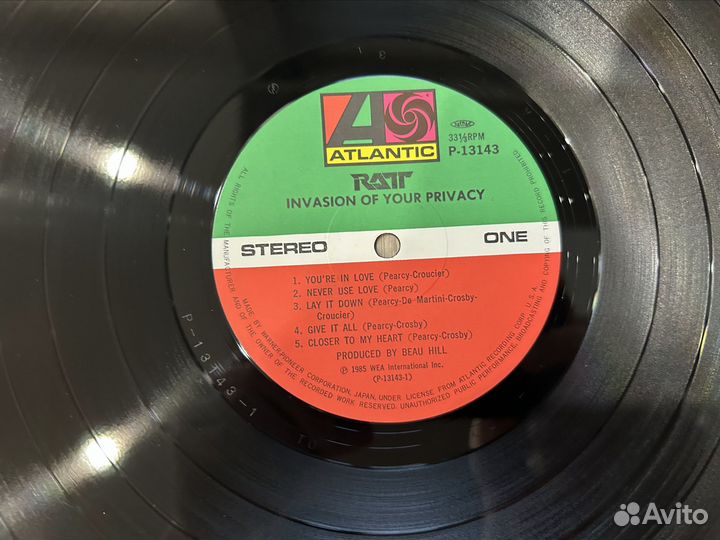 ATLANTIC
33⅓RPM
P-13143
RATT
INVASION OF YOUR PRIVACY
STEREO
ONE
1. YOU'RE IN LOVE (Pearcy-Croucier)
2. NEVER USE LOVE (Pearcy)
3. LAY IT DOWN (Pearcy-De Martini-Crosby-
Croucier)
4. GIVE IT ALL (Pearcy-Crosby)
5. CLOSER TO MY HEART (Pearcy-Crosby)
PRODUCED BY BEAU HILL
℗ 1985 WEA International Inc.
(P-13143-1)
MADE BY WARNER-PIONEER CORPORATION, JAPAN, UNDER LICENSE FROM ATLANTIC RECORDING CORP. U.S.A.
ALL RIGHTS OF THE MANUFACTURER AND OF THE OWNER OF THE RECORDED WORK RESERVED. UNAUTHORIZED PUBLIC PERFORMANCE, BROADCASTING AND COPYING OF THIS RECORD PROHIBITED.
P-13143-1
Avito